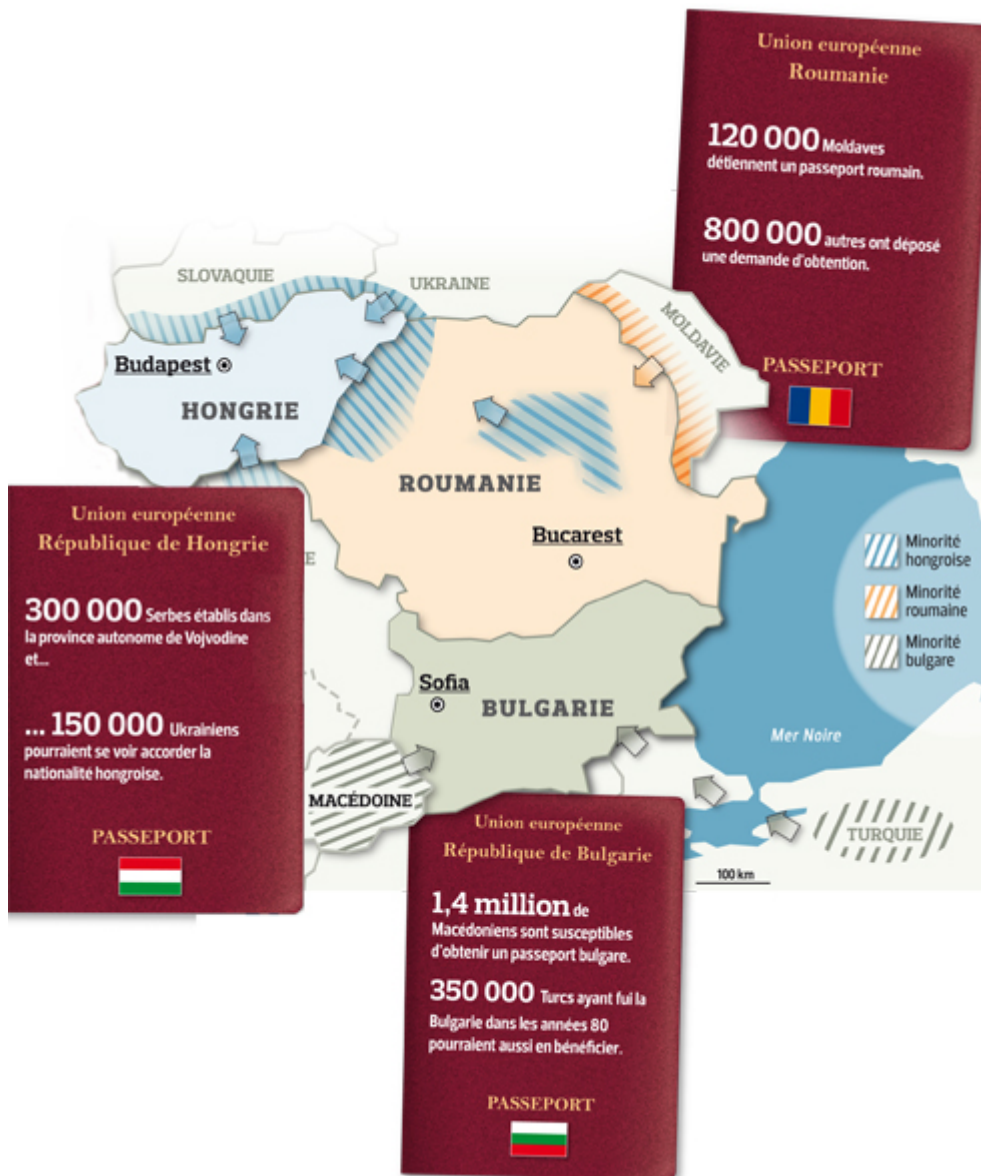 Union européenne
Roumanie
120 000 Moldaves
détiennent un passeport roumain.
800 000 autres ont déposé
une demande d'obtention.
PASSEPORT
SLOVAQUIE
UKRAINE
MOLDAVIE
Budapest
HONGRIE
ROUMANIE
Bucarest
Minorité
hongroise
Minorité
roumaine
Minorité
bulgare
Union européenne
République de Hongrie
300 000 Serbes établis dans
la province autonome de Vojvodine
et...
... 150 000 Ukrainiens
pourraient se voir accorder la
nationalité hongroise.
PASSEPORT
Sofia
BULGARIE
Mer Noire
MACÉDOINE
TURQUIE
100 km
Union européenne
République de Bulgarie
1,4 million de
Macédoniens sont susceptibles
d'obtenir un passeport bulgare.
350 000 Turcs ayant fui la
Bulgarie dans les années 80
pourraient aussi en bénéficier.
PASSEPORT